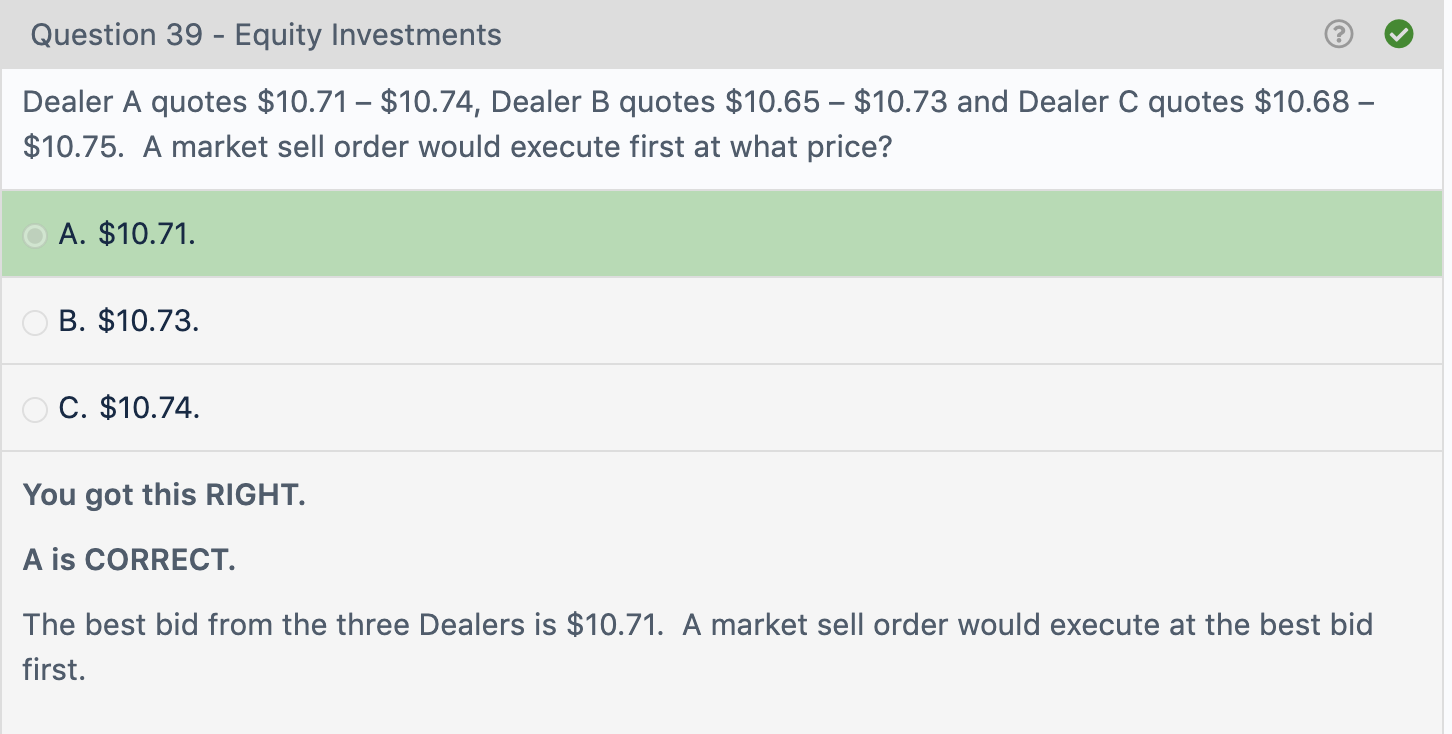 Question 39 - Equity Investments
Dealer A quotes $10.71 – $10.74, Dealer B quotes $10.65 – $10.73 and Dealer C quotes $10.68 –
$10.75.  A market sell order would execute first at what price?
A. $10.71.
B. $10.73.
C. $10.74.
You got this RIGHT.
A is CORRECT.
The best bid from the three Dealers is $10.71.  A market sell order would execute at the best bid
first.